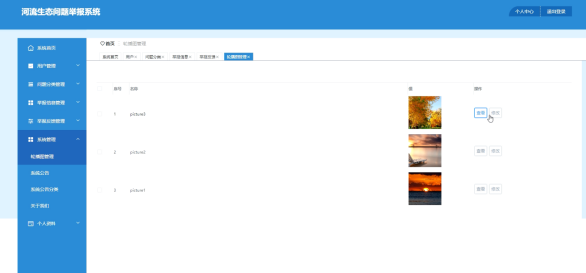 河流生态问题举报系统
个人中心 退出登录
系统首页
首页 轮播图管理
系统首页 用户 问题分类 举报信息 举报反馈 轮播图管理
用户管理
问题分类管理
举报信息管理
举报反馈管理
系统管理
轮播图管理
系统公告
系统公告分类
关于我们
个人资料
序号 名称 值 操作
1 picture3 查看 修改
2 picture2 查看 修改
3 picture1 查看 修改